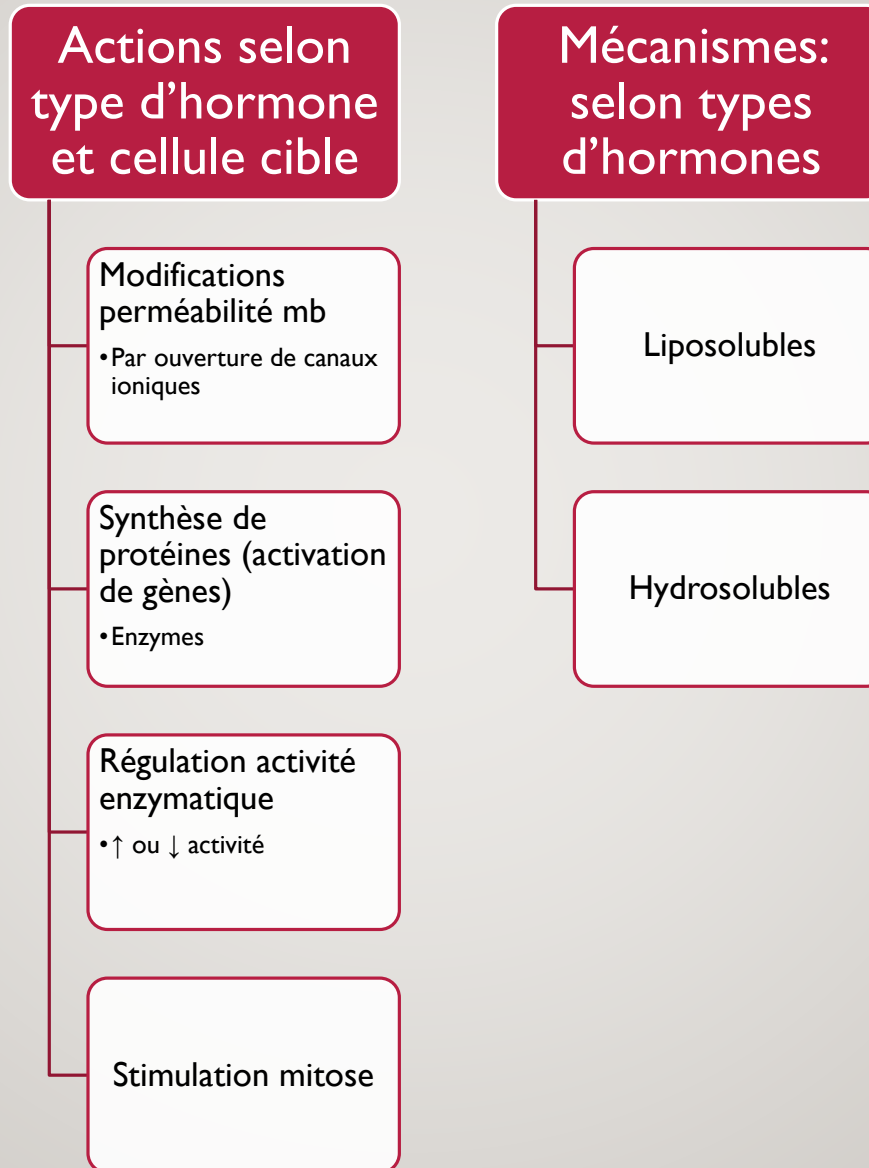 Actions selon
type d’hormone
et cellule cible
Modifications
perméabilité mb
•Par ouverture de canaux
ioniques
Synthèse de
protéines (activation
de gènes)
•Enzymes
Régulation activité
enzymatique
•↑ ou ↓ activité
Stimulation mitose
Mécanismes:
selon types
d’hormones
Liposolubles
Hydrosolubles